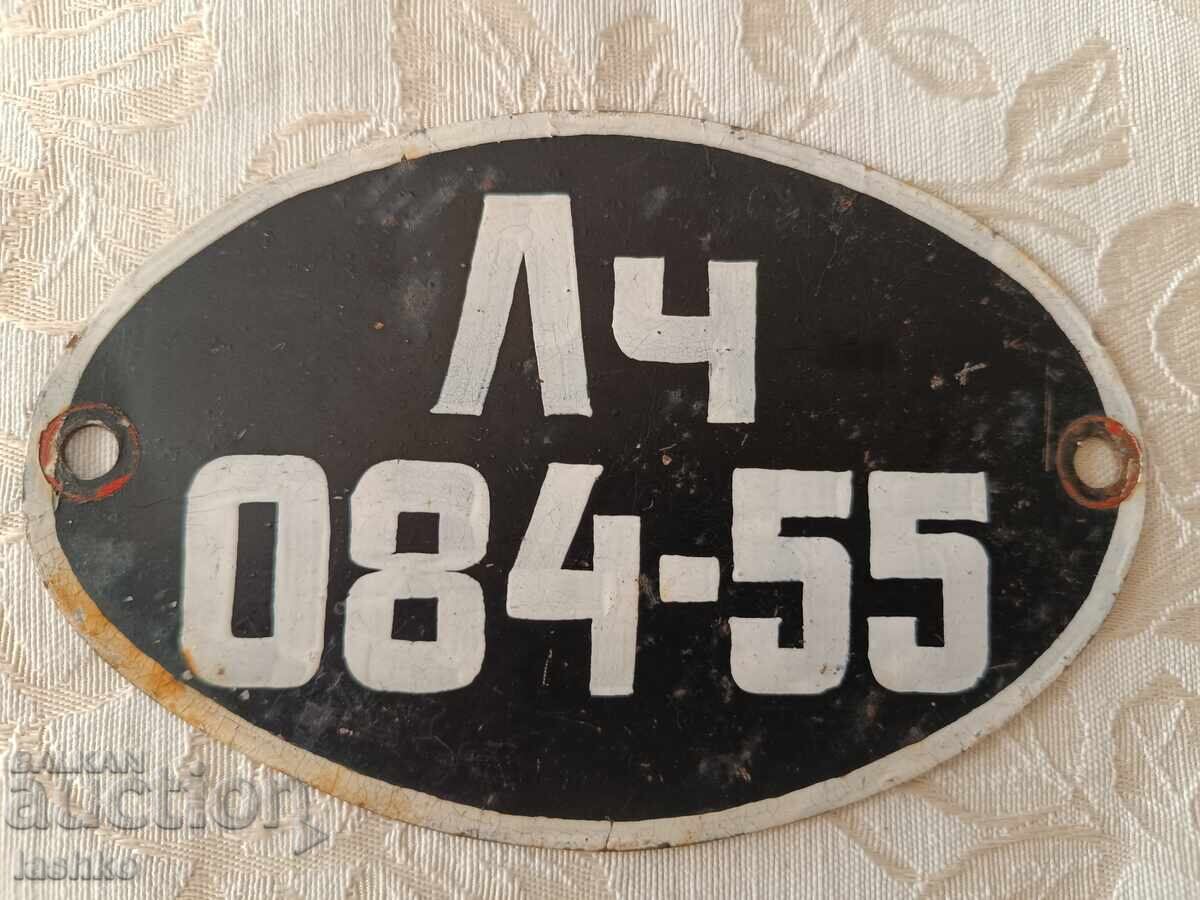 Лч
084-55
BALKAN
auction
lashko